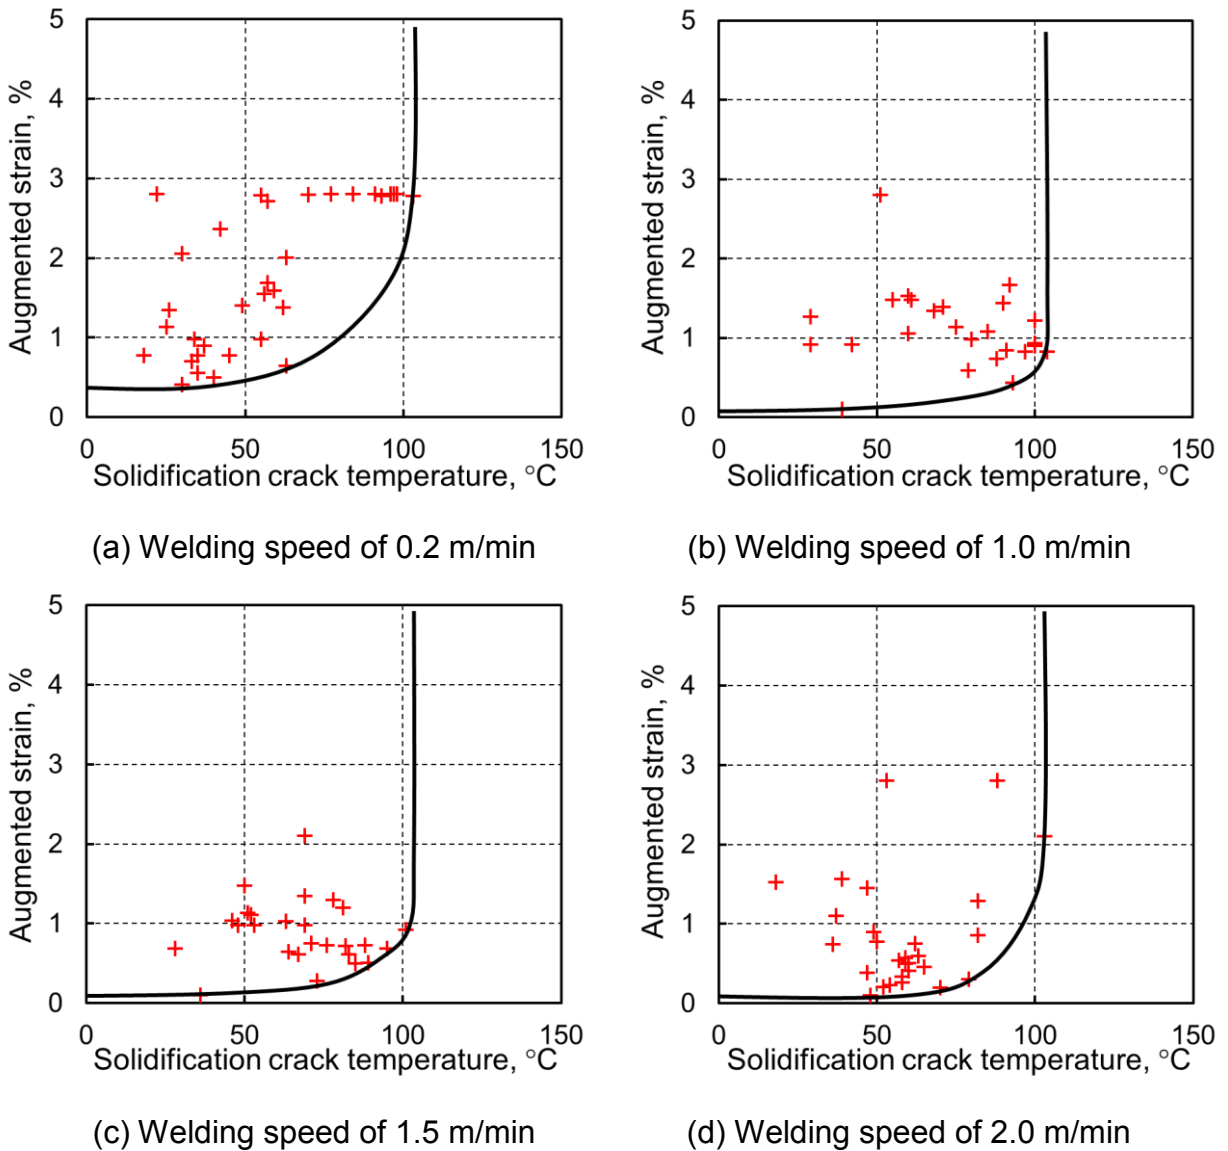 5
4
3
2
1
0
Augmented strain, %
0 50 100 150
Solidification crack temperature, °C
(a) Welding speed of 0.2 m/min
5
4
3
2
1
0
Augmented strain, %
0 50 100 150
Solidification crack temperature, °C
(b) Welding speed of 1.0 m/min
5
4
3
2
1
0
Augmented strain, %
0 50 100 150
Solidification crack temperature, °C
(c) Welding speed of 1.5 m/min
5
4
3
2
1
0
Augmented strain, %
0 50 100 150
Solidification crack temperature, °C
(d) Welding speed of 2.0 m/min